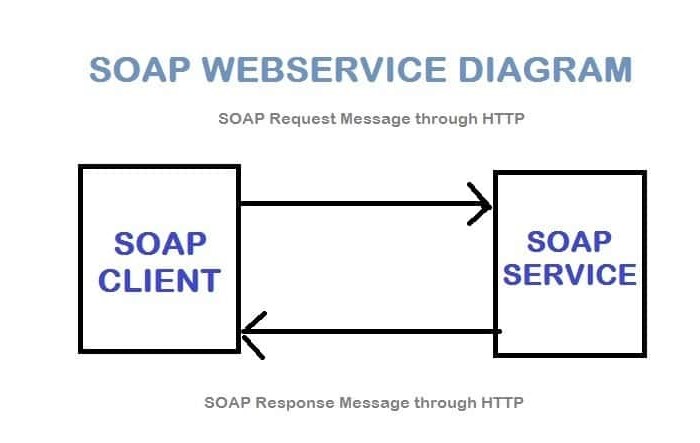 SOAP WEBSERVICE DIAGRAM
SOAP Request Message through HTTP
SOAP
CLIENT
SOAP
SERVICE
SOAP Response Message through HTTP